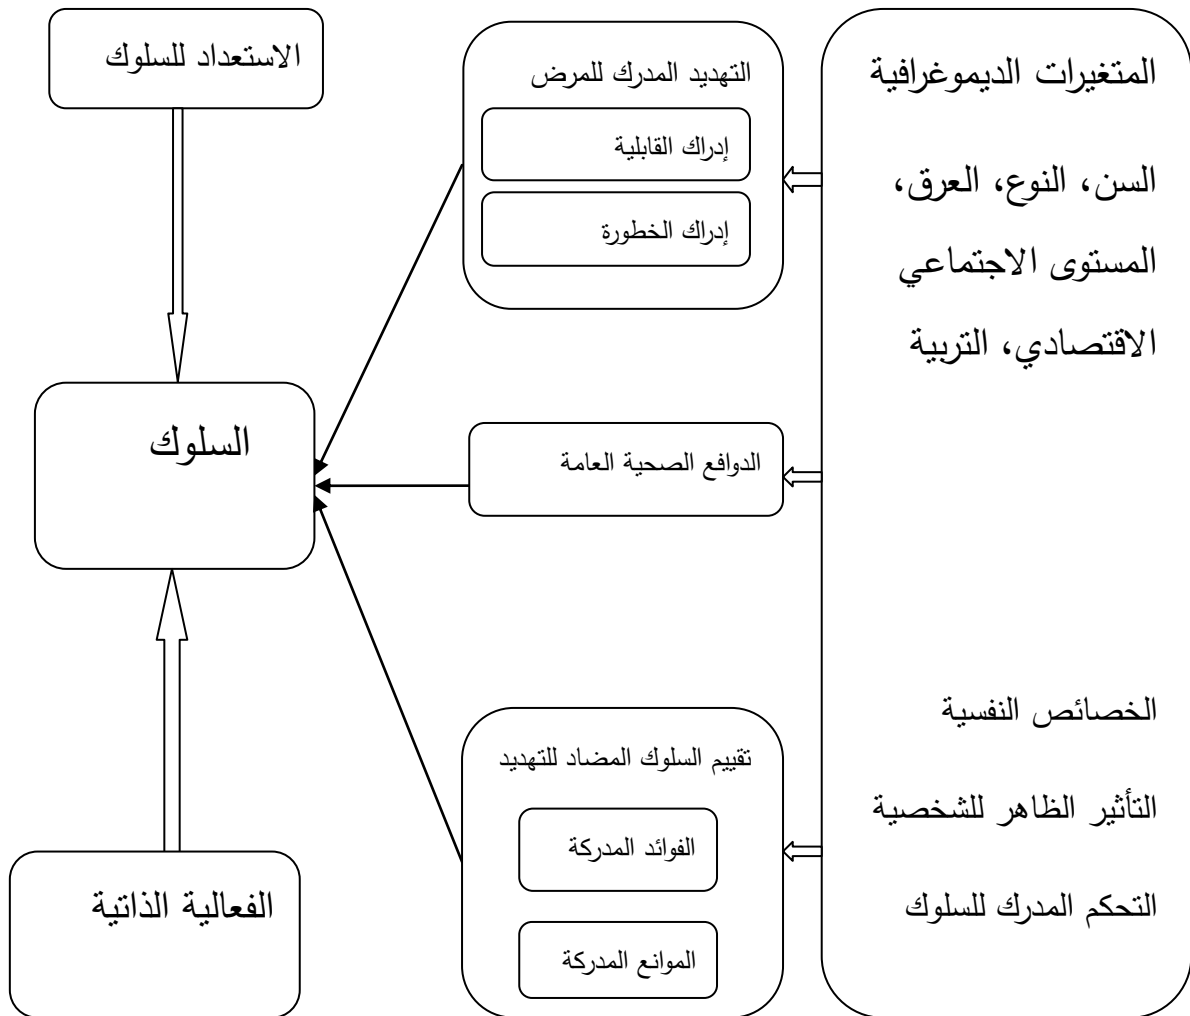 المتغيرات الديموغرافية
السن، النوع، العرق،
المستوى الاجتماعي
الاقتصادي، التربية
الخصائص النفسية
التأثير الظاهر للشخصية
التحكم المدرك للسلوك
التهديد المدرك للمرض
إدراك القابلية
إدراك الخطورة
الدوافع الصحية العامة
تقييم السلوك المضاد للتهديد
الفوائد المدركة
الموانع المدركة
الاستعداد للسلوك
السلوك
الفعالية الذاتية